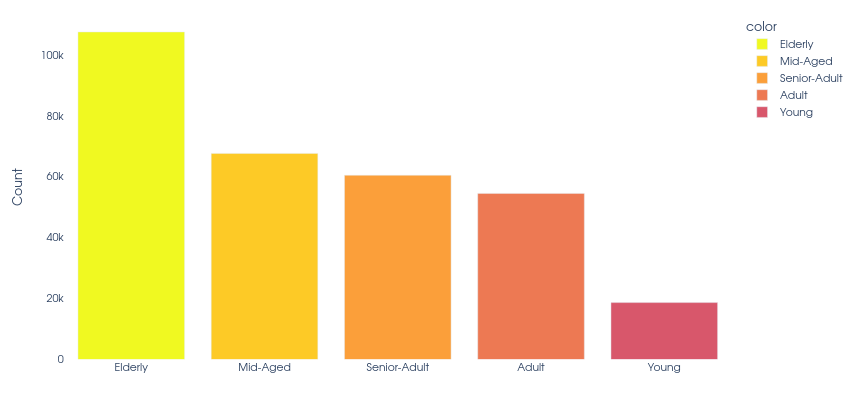 Count
100k
80k
60k
40k
20k
0
Elderly
Mid-Aged
Senior-Adult
Adult
Young
color
Elderly
Mid-Aged
Senior-Adult
Adult
Young